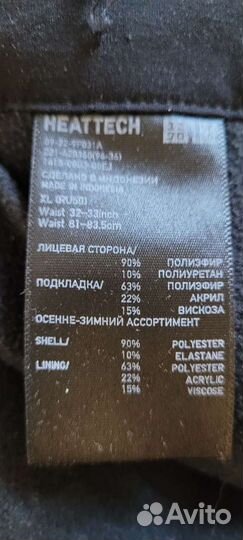 HEATTECH
СДЕЛАНО В ИНДОНЕЗИИ
MADE IN INDONESIA
XL (RU50)
Waist 32-33inch
Waist 81-83.5cm
ЛИЦЕВАЯ СТОРОНА/
90% ПОЛИЭФИР
10% ПОЛИУРЕТАН
ПОДКЛАДКА/ 63% ПОЛИЭФИР
22% АКРИЛ
15% ВИСКОЗА
ОСЕННЕ-ЗИМНИЙ АССОРТИМЕНТ
SHELL/ 90% POLYESTER
10% ELASTANE
LINING/ 63% POLYESTER
22% ACRYLIC
15% VISCOSE
Avito